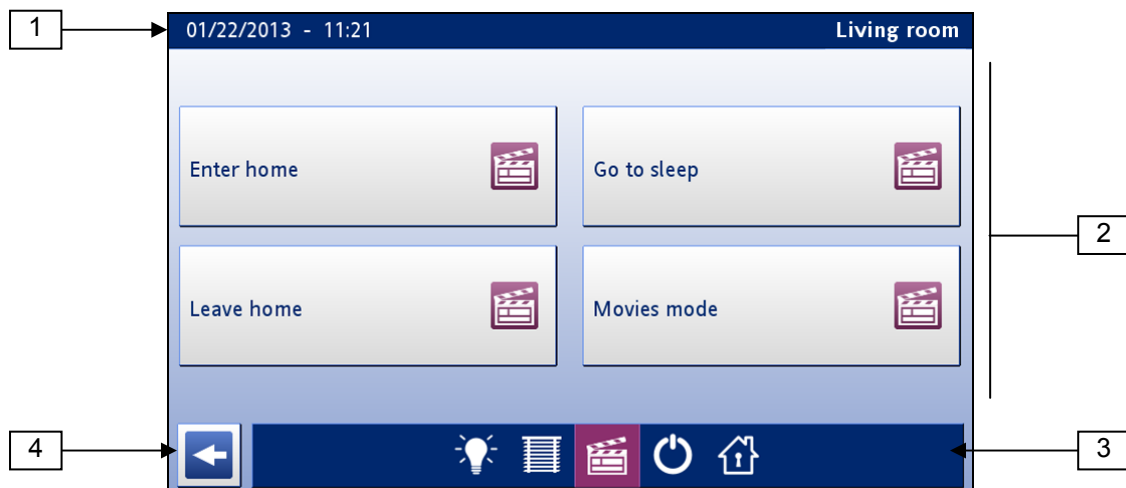 1
01/22/2013 - 11:21
Living room
Enter home
Go to sleep
2
Leave home
Movies mode
4
3